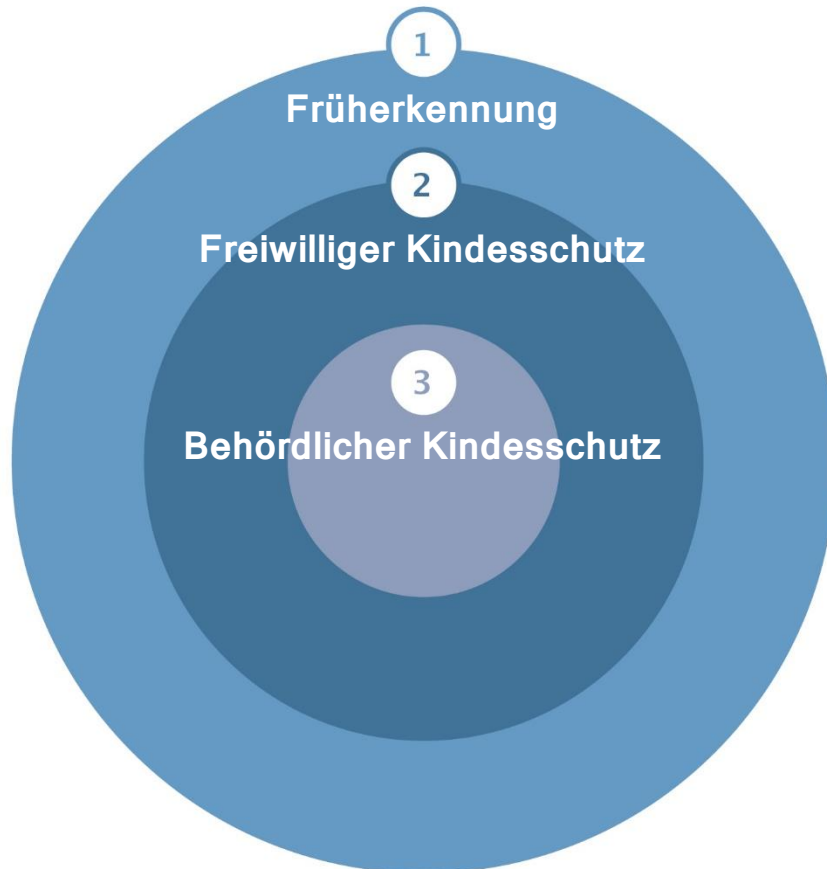 1
Früherkennung
2
Freiwilliger Kindesschutz
3
Behördlicher Kindesschutz